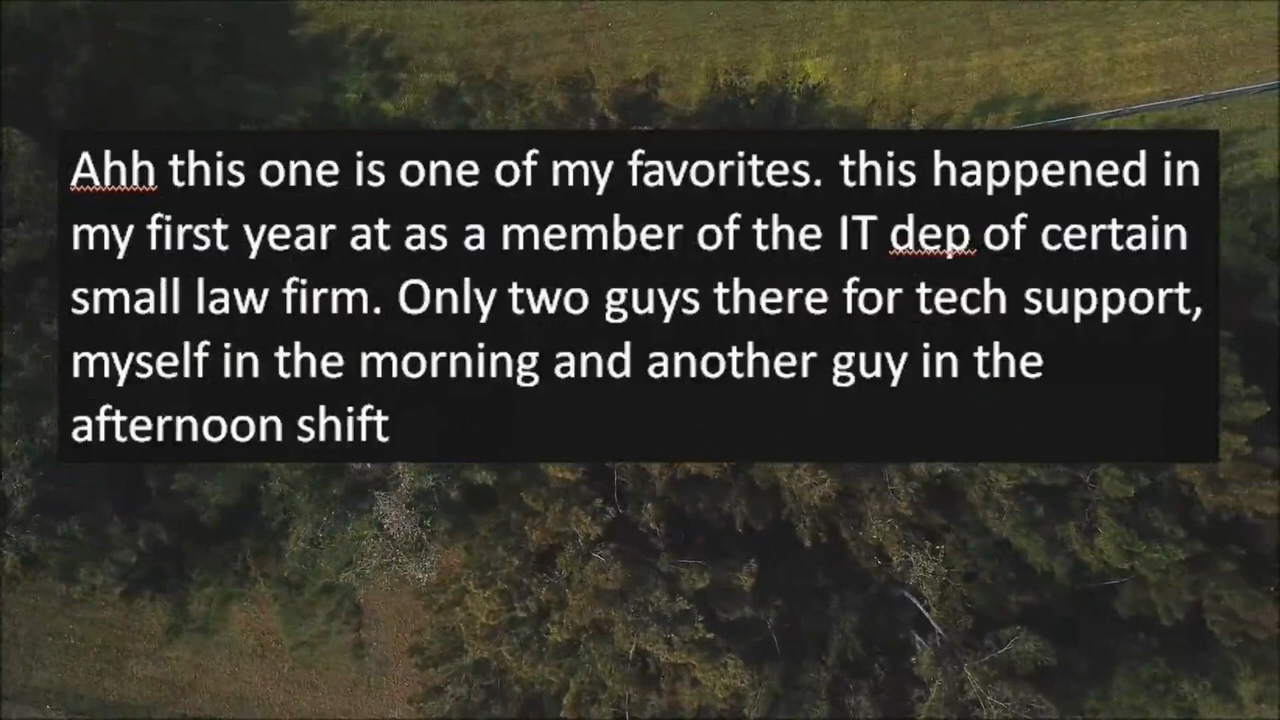 Ahh this one is one of my favorites. this happened in
my first year at as a member of the IT dep of certain
small law firm. Only two guys there for tech support,
myself in the morning and another guy in the
afternoon shift